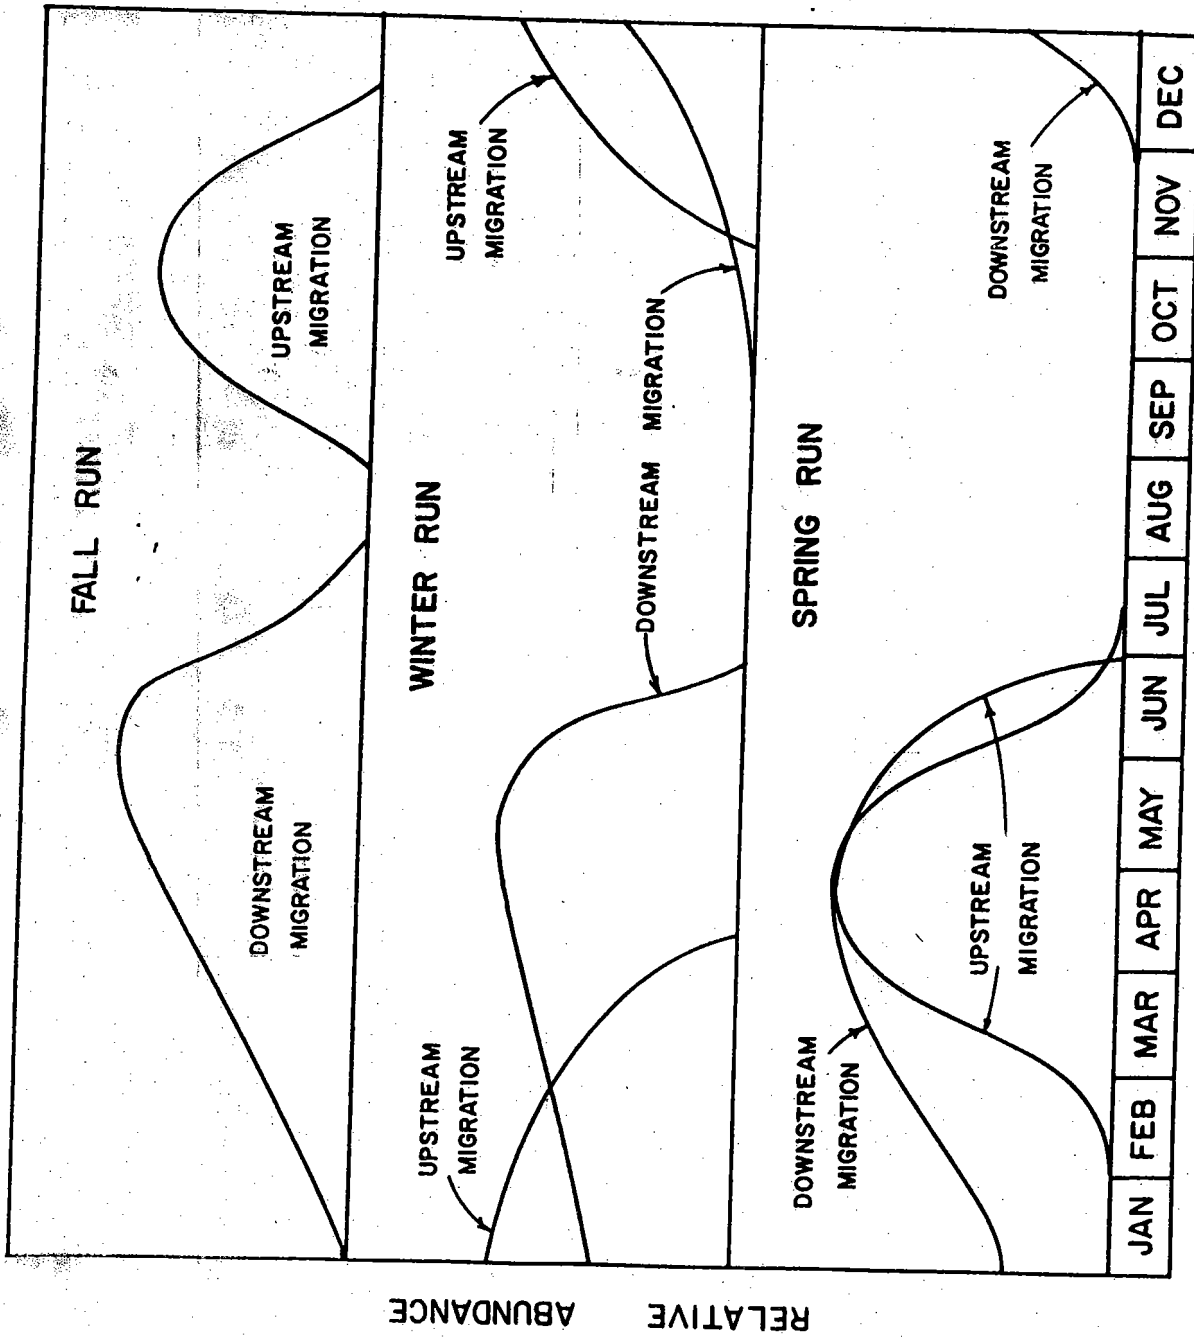 FALL RUN
DOWNSTREAM
MIGRATION
UPSTREAM
MIGRATION
WINTER RUN
UPSTREAM
MIGRATION
DOWNSTREAM MIGRATION
UPSTREAM
MIGRATION
SPRING RUN
DOWNSTREAM
MIGRATION
UPSTREAM
MIGRATION
DOWNSTREAM
MIGRATION
JAN FEB MAR APR MAY JUN JUL AUG SEP OCT NOV DEC
RELATIVE ABUNDANCE